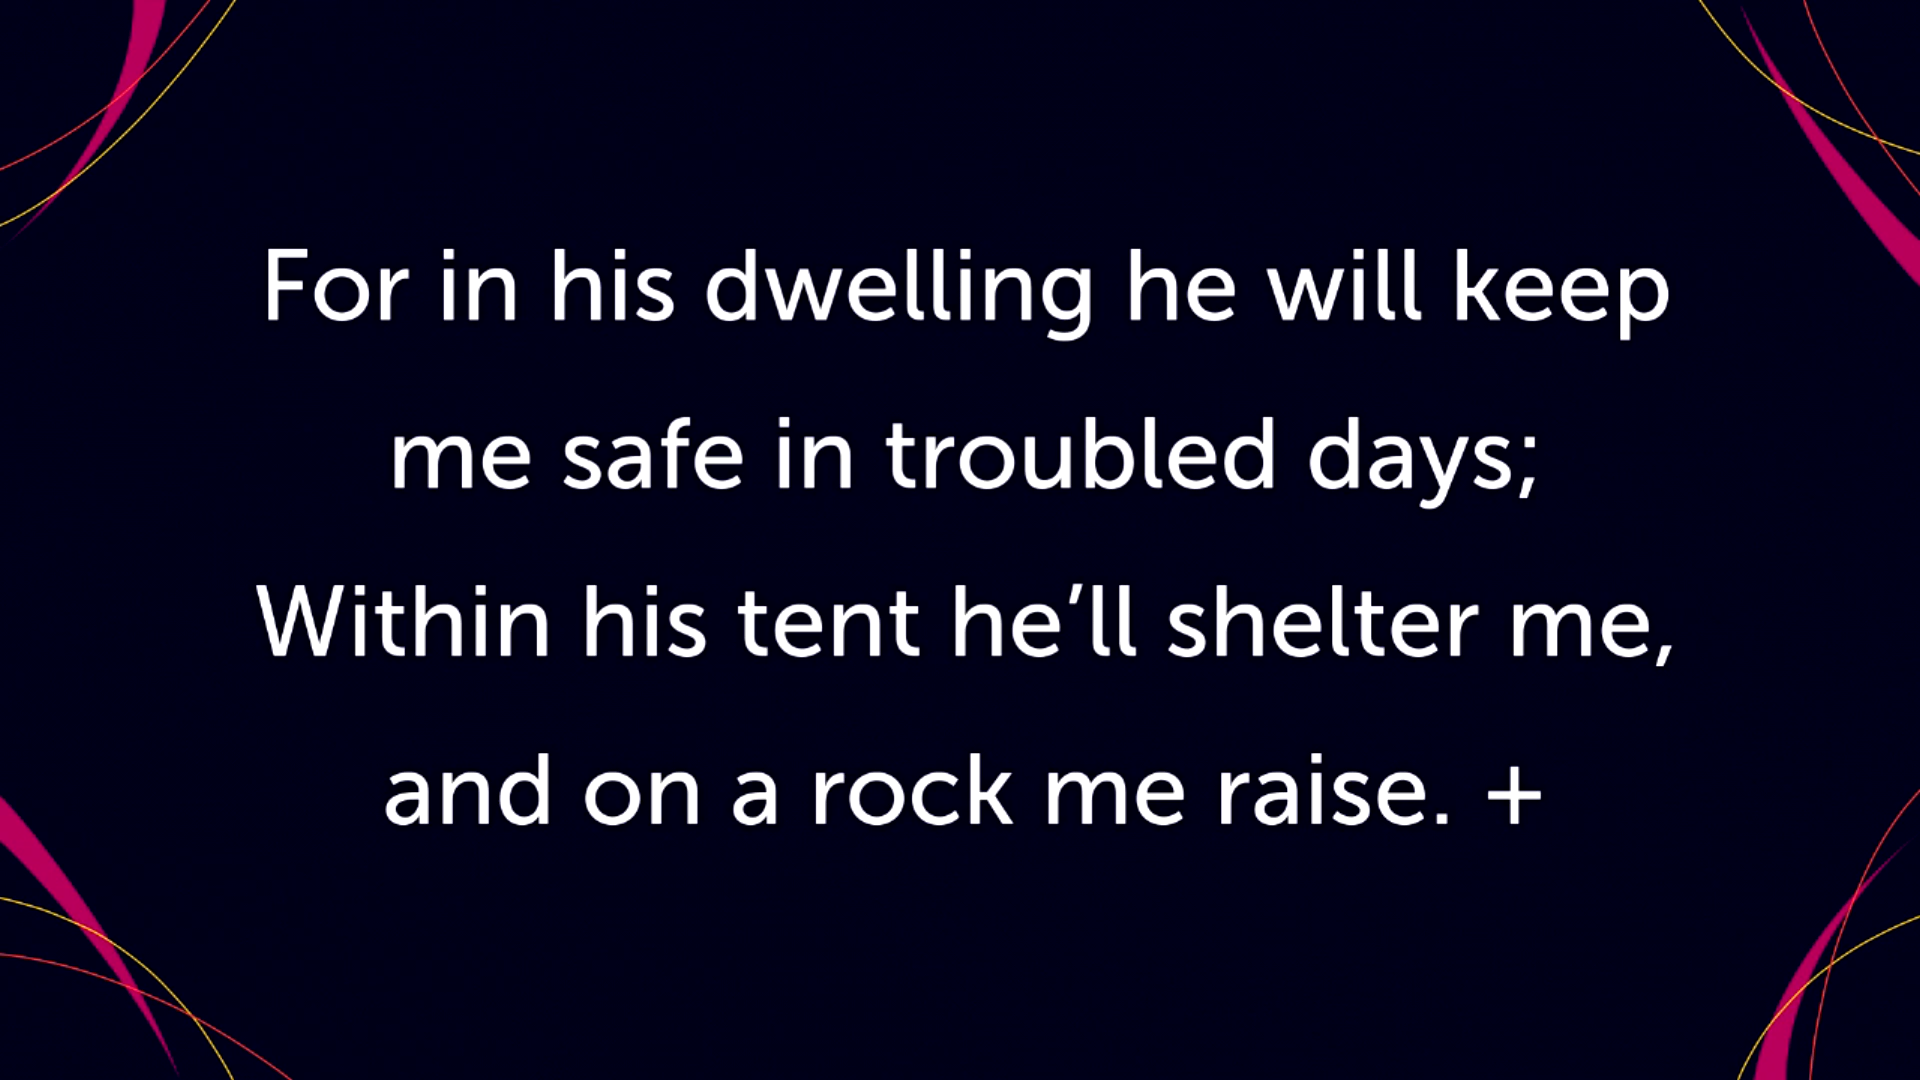 For in his dwelling he will keep
me safe in troubled days;
Within his tent he’ll shelter me,
and on a rock me raise. +